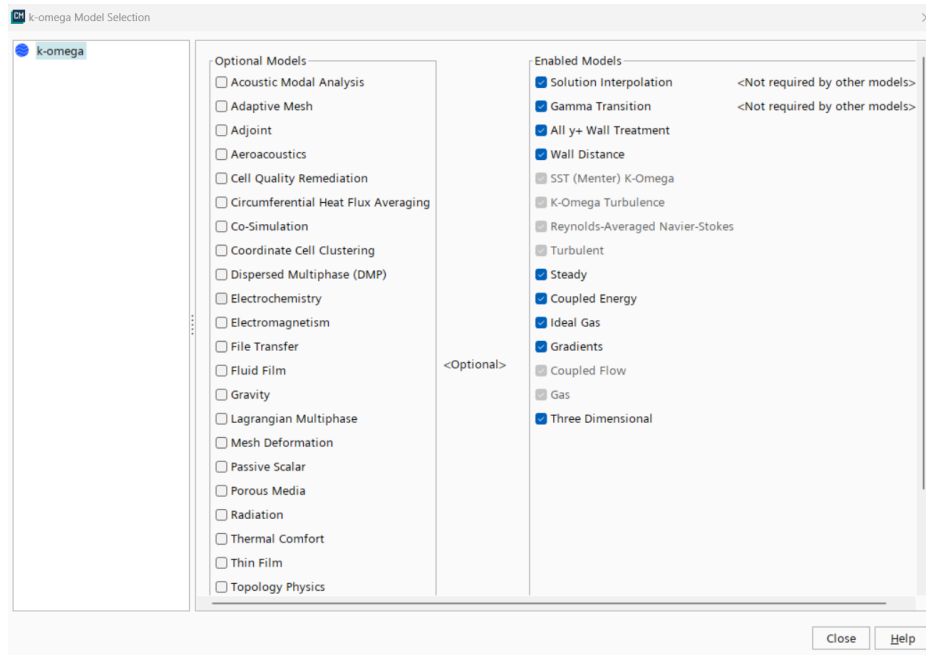 k-omega Model Selection
k-omega
Optional Models
Acoustic Modal Analysis
Adaptive Mesh
Adjoint
Aeroacoustics
Cell Quality Remediation
Circumferential Heat Flux Averaging
Co-Simulation
Coordinate Cell Clustering
Dispersed Multiphase (DMP)
Electrochemistry
Electromagnetism
File Transfer
Fluid Film
Gravity
Lagrangian Multiphase
Mesh Deformation
Passive Scalar
Porous Media
Radiation
Thermal Comfort
Thin Film
Topology Physics
<Optional>
Enabled Models
Solution Interpolation <Not required by other models>
Gamma Transition <Not required by other models>
All y+ Wall Treatment
Wall Distance
SST (Menter) K-Omega
K-Omega Turbulence
Reynolds-Averaged Navier-Stokes
Turbulent
Steady
Coupled Energy
Ideal Gas
Gradients
Coupled Flow
Gas
Three Dimensional
Close Help